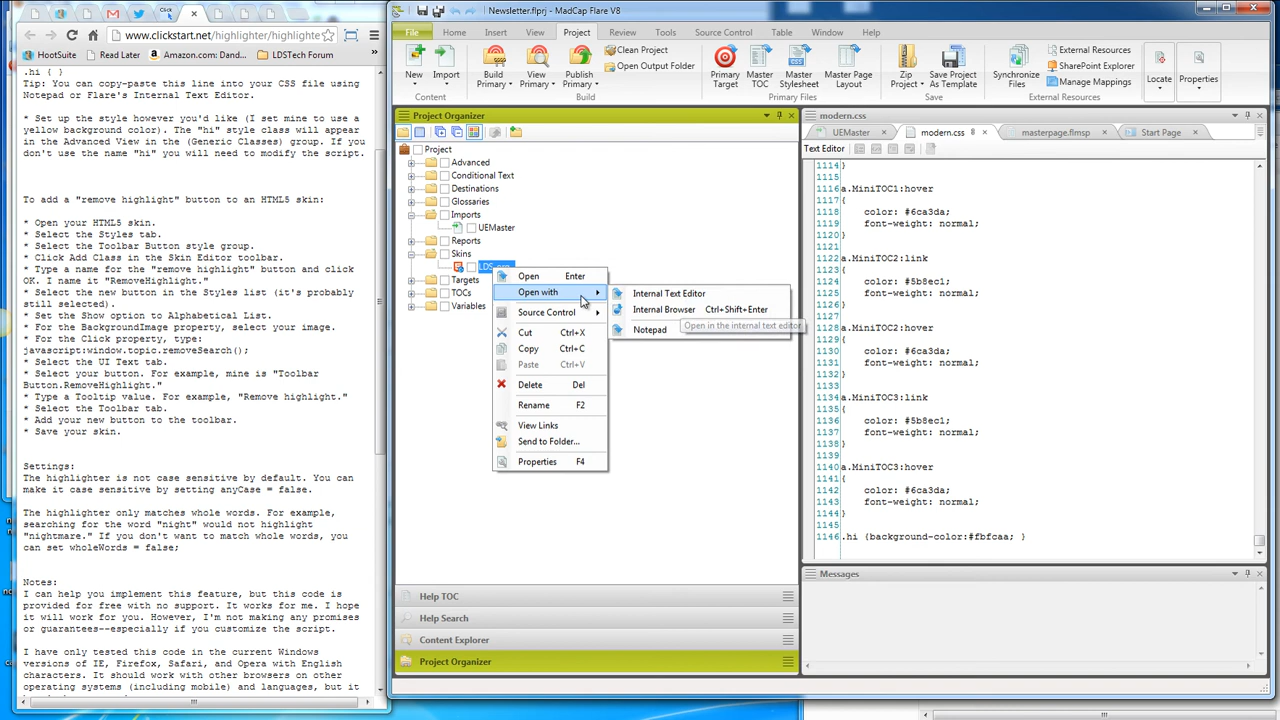 Click
www.clickstart.net/highlighter/highlighte
HootSuite
Read Later
Amazon.com: Dand...
LDSTech Forum
.hi { }
Tip: You can copy-paste this line into your CSS file using
Notepad or Flare's Internal Text Editor.
* Set up the style however you'd like (I set mine to use a
yellow background color). The "hi" style class will appear
in the Advanced View in the (Generic Classes) group. If you
don't use the name "hi" you will need to modify the script.
To add a "remove highlight" button to an HTML5 skin:
* Open your HTML5 skin.
* Select the Styles tab.
* Select the Toolbar Button style group.
* Click Add Class in the Skin Editor toolbar.
* Type a name for the "remove highlight" button and click
OK. I name it "RemoveHighlight."
* Select the new button in the Styles list (it's probably
still selected).
* Set the Show option to Alphabetical List.
* For the BackgroundImage property, select your image.
* For the Click property, type:
javascript:window.topic.removeSearch();
* Select the UI Text tab.
* Select your button. For example, mine is "Toolbar
Button.RemoveHighlight."
* Type a Tooltip value. For example, "Remove highlight."
* Select the Toolbar tab.
* Add your new button to the toolbar.
* Save your skin.
Settings:
The highlighter is not case sensitive by default. You can
make it case sensitive by setting anyCase = false.
The highlighter only matches whole words. For example,
searching for the word "night" would not highlight
"nightmare." If you don't want to match whole words, you
can set wholeWords = false;
Notes:
I can help you implement this feature, but this code is
provided for free with no support. It works for me. I hope
it will work for you. However, I'm not making any promises
or guarantees--especially if you customize the script.
I have only tested this code in the current Windows
versions of IE, Firefox, Safari, and Opera with English
characters. It should work with other browsers on other
operating systems (including mobile) and languages, but it
Newsletter.flprj - MadCap Flare V8
File
Home
Insert
View
Project
Review
Tools
Source Control
Table
Window
Help
New
Import
Build Primary
View Primary
Publish Primary
Clean Project
Open Output Folder
Primary Target
Master TOC
Master Stylesheet
Master Page Layout
Zip Project
Save Project As Template
Synchronize Files
External Resources
SharePoint Explorer
Manage Mappings
Locate
Properties
Content
Build
Primary Files
Save
External Resources
Project Organizer
Project
Advanced
Conditional Text
Destinations
Glossaries
Imports
UEMaster
Reports
Skins
Targets
TOCs
Variables
Open Enter
Open with
Source Control
Cut Ctrl+X
Copy Ctrl+C
Paste Ctrl+V
Delete Del
Rename F2
View Links
Send to Folder...
Properties F4
Internal Text Editor
Internal Browser Ctrl+Shift+Enter
Notepad
Open in the internal text editor
Help TOC
Help Search
Content Explorer
Project Organizer
modern.css
UEMaster
modern.css 8
masterpage.flmsp
Start Page
Text Editor
1114 }
1115
1116 a.MiniTOC1:hover
1117 {
1118 color: #6ca3da;
1119 font-weight: normal;
1120 }
1121
1122 a.MiniTOC2:link
1123 {
1124 color: #5b8ec1;
1125 font-weight: normal;
1126 }
1127
1128 a.MiniTOC2:hover
1129 {
1130 color: #6ca3da;
1131 font-weight: normal;
1132 }
1133
1134 a.MiniTOC3:link
1135 {
1136 color: #5b8ec1;
1137 font-weight: normal;
1138 }
1139
1140 a.MiniTOC3:hover
1141 {
1142 color: #6ca3da;
1143 font-weight: normal;
1144 }
1145
1146 .hi {background-color:#fbfcaa; }
Messages